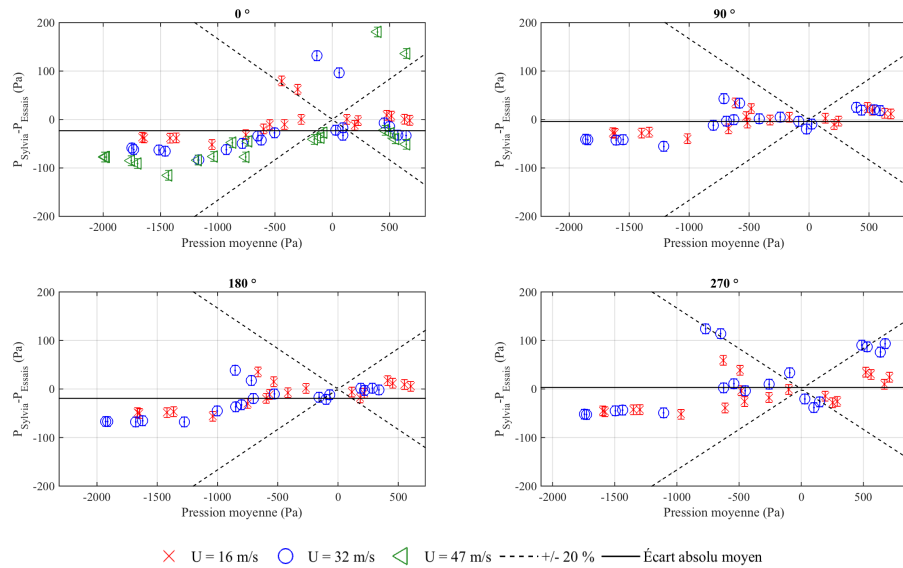 0 °
90 °
200
100
0
-100
-200
P_Sylvia-P_Essais (Pa)
-2000 -1500 -1000 -500 0 500
Pression moyenne (Pa)
200
100
0
-100
-200
P_Sylvia-P_Essais (Pa)
-2000 -1500 -1000 -500 0 500
Pression moyenne (Pa)
180 °
270 °
200
100
0
-100
-200
P_Sylvia-P_Essais (Pa)
-2000 -1500 -1000 -500 0 500
Pression moyenne (Pa)
200
100
0
-100
-200
P_Sylvia-P_Essais (Pa)
-2000 -1500 -1000 -500 0 500
Pression moyenne (Pa)
U = 16 m/s U = 32 m/s U = 47 m/s +/- 20 % Écart absolu moyen